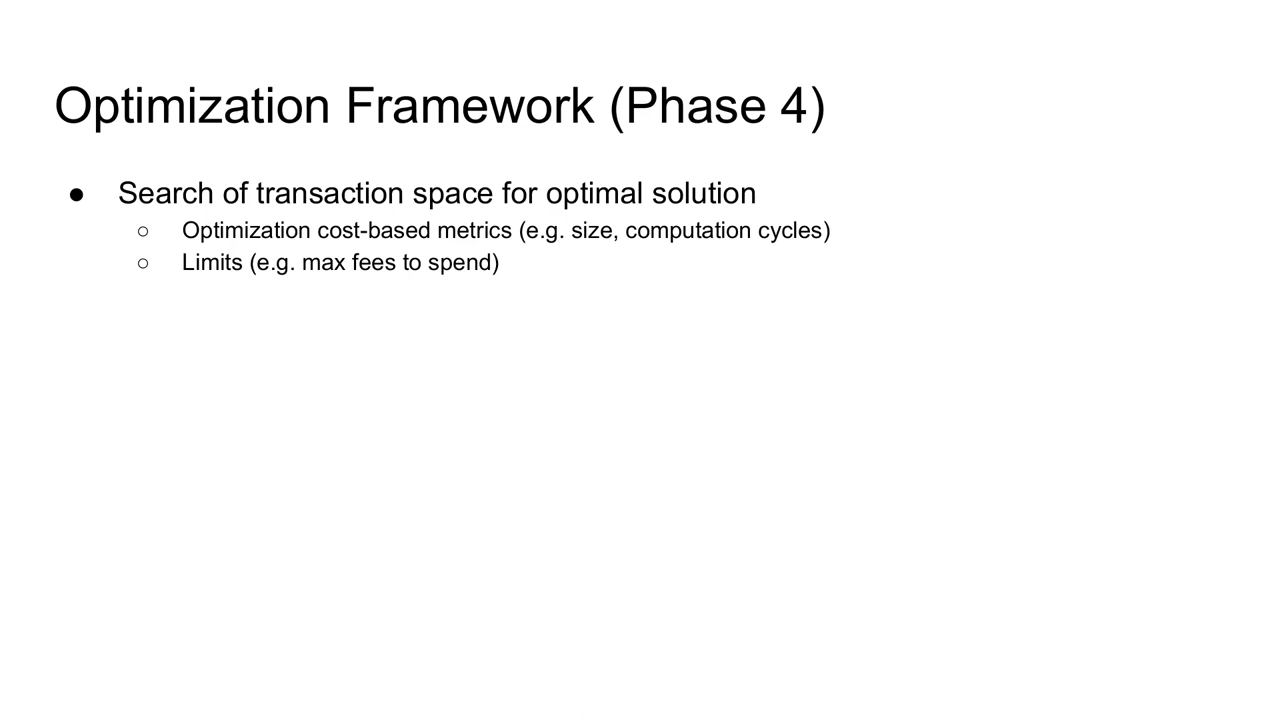 Optimization Framework (Phase 4)
● Search of transaction space for optimal solution
○ Optimization cost-based metrics (e.g. size, computation cycles)
○ Limits (e.g. max fees to spend)